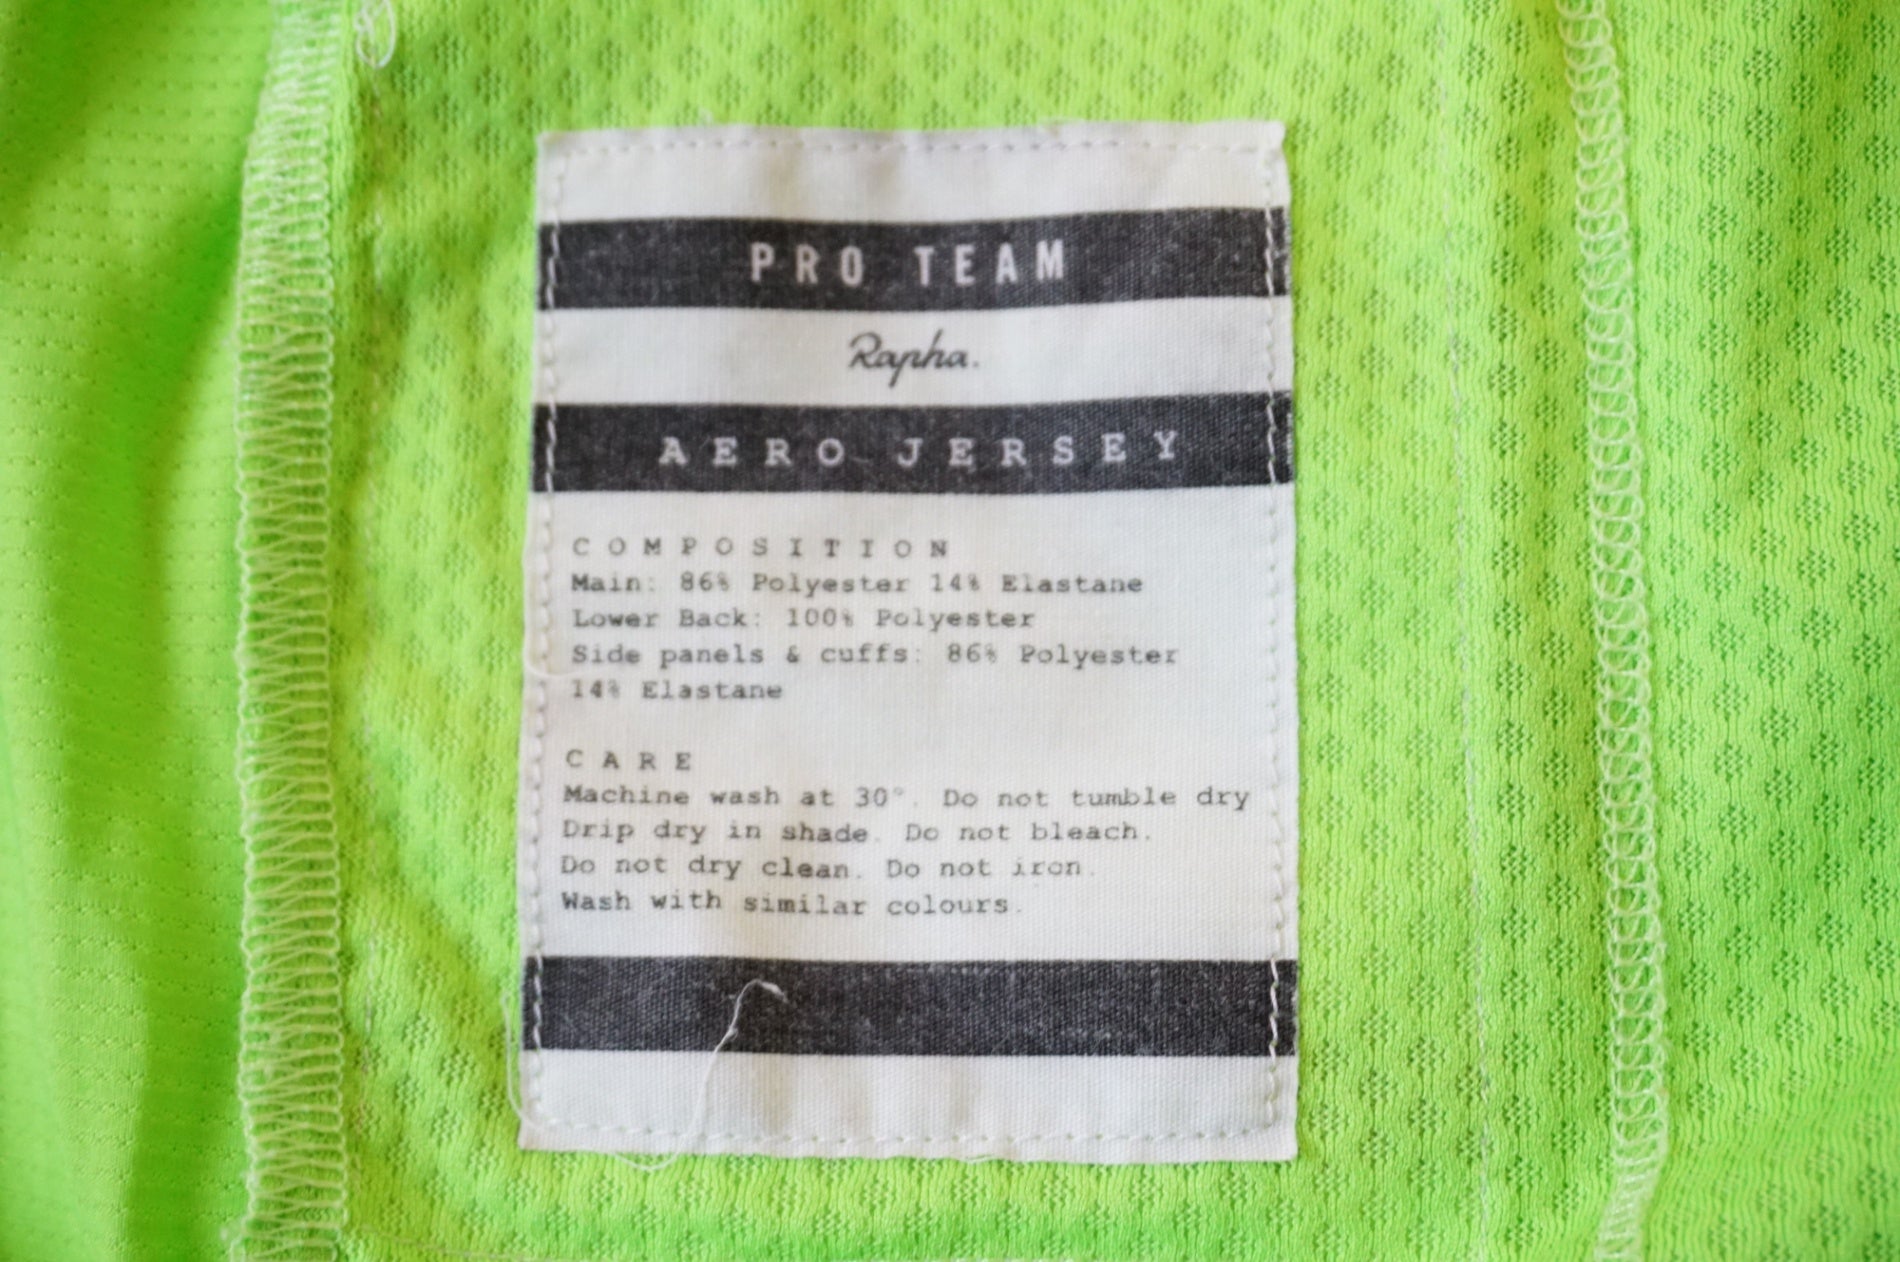 PRO TEAM
Rapha.
AERO JERSEY
COMPOSITION
Main: 86% Polyester 14% Elastane
Lower Back: 100% Polyester
Side panels & cuffs: 86% Polyester
14% Elastane
CARE
Machine wash at 30°. Do not tumble dry
Drip dry in shade. Do not bleach.
Do not dry clean. Do not iron.
Wash with similar colours.